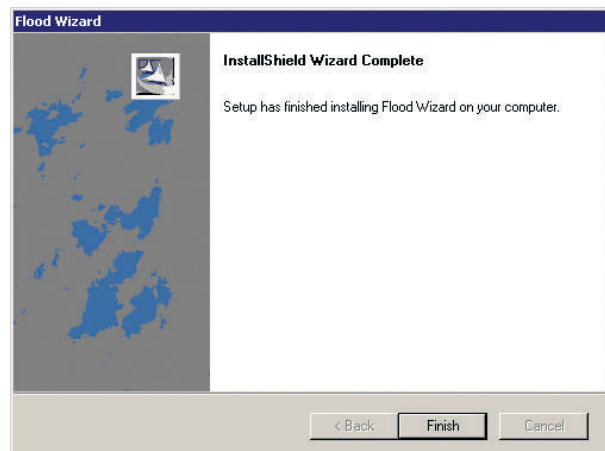 Flood Wizard
InstallShield Wizard Complete
Setup has finished installing Flood Wizard on your computer.
< Back
Finish
Cancel